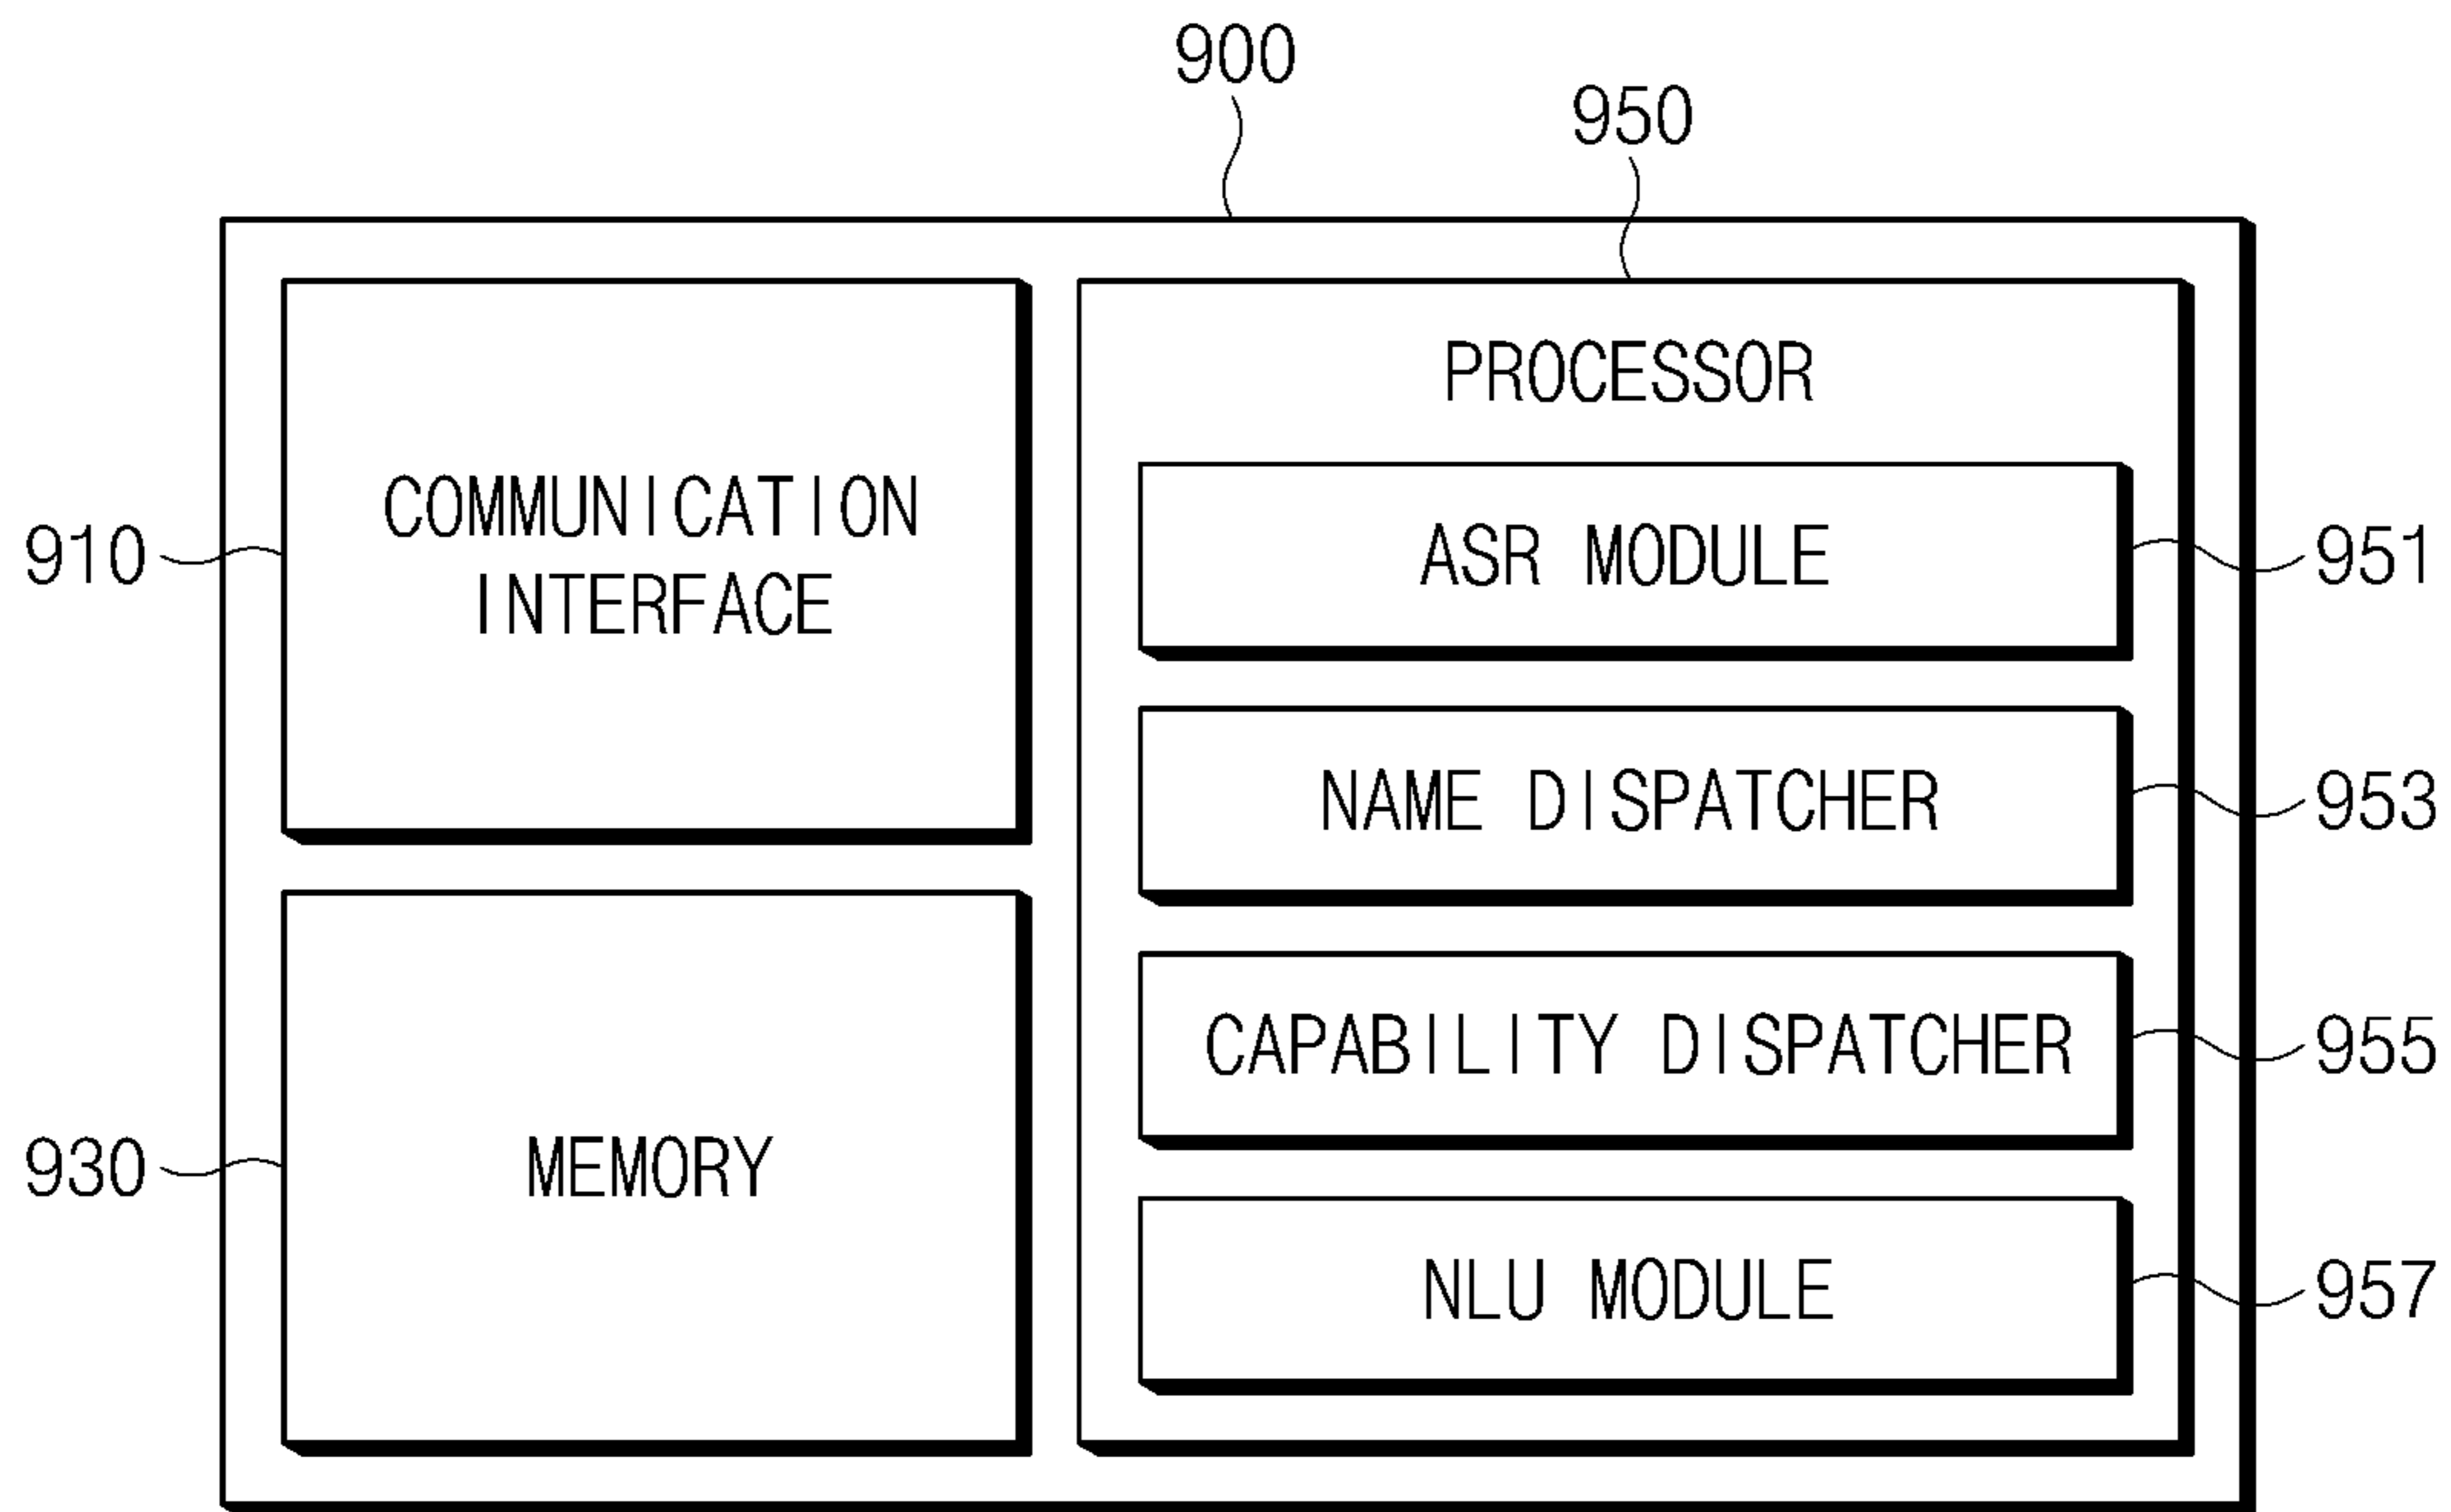 900
950
PROCESSOR
COMMUNICATION
INTERFACE
910
ASR MODULE
951
NAME DISPATCHER
953
CAPABILITY DISPATCHER
955
MEMORY
930
NLU MODULE
957